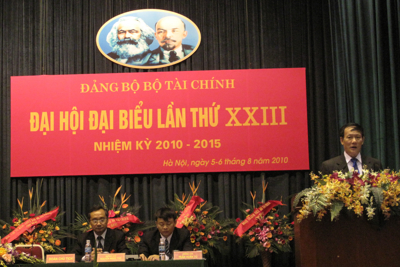 ĐẢNG BỘ BỘ TÀI CHÍNH
ĐẠI HỘI ĐẠI BIỂU LẦN THỨ XXIII
NHIỆM KỲ 2010 - 2015
Hà Nội, ngày 5-6 tháng 8 năm 2010